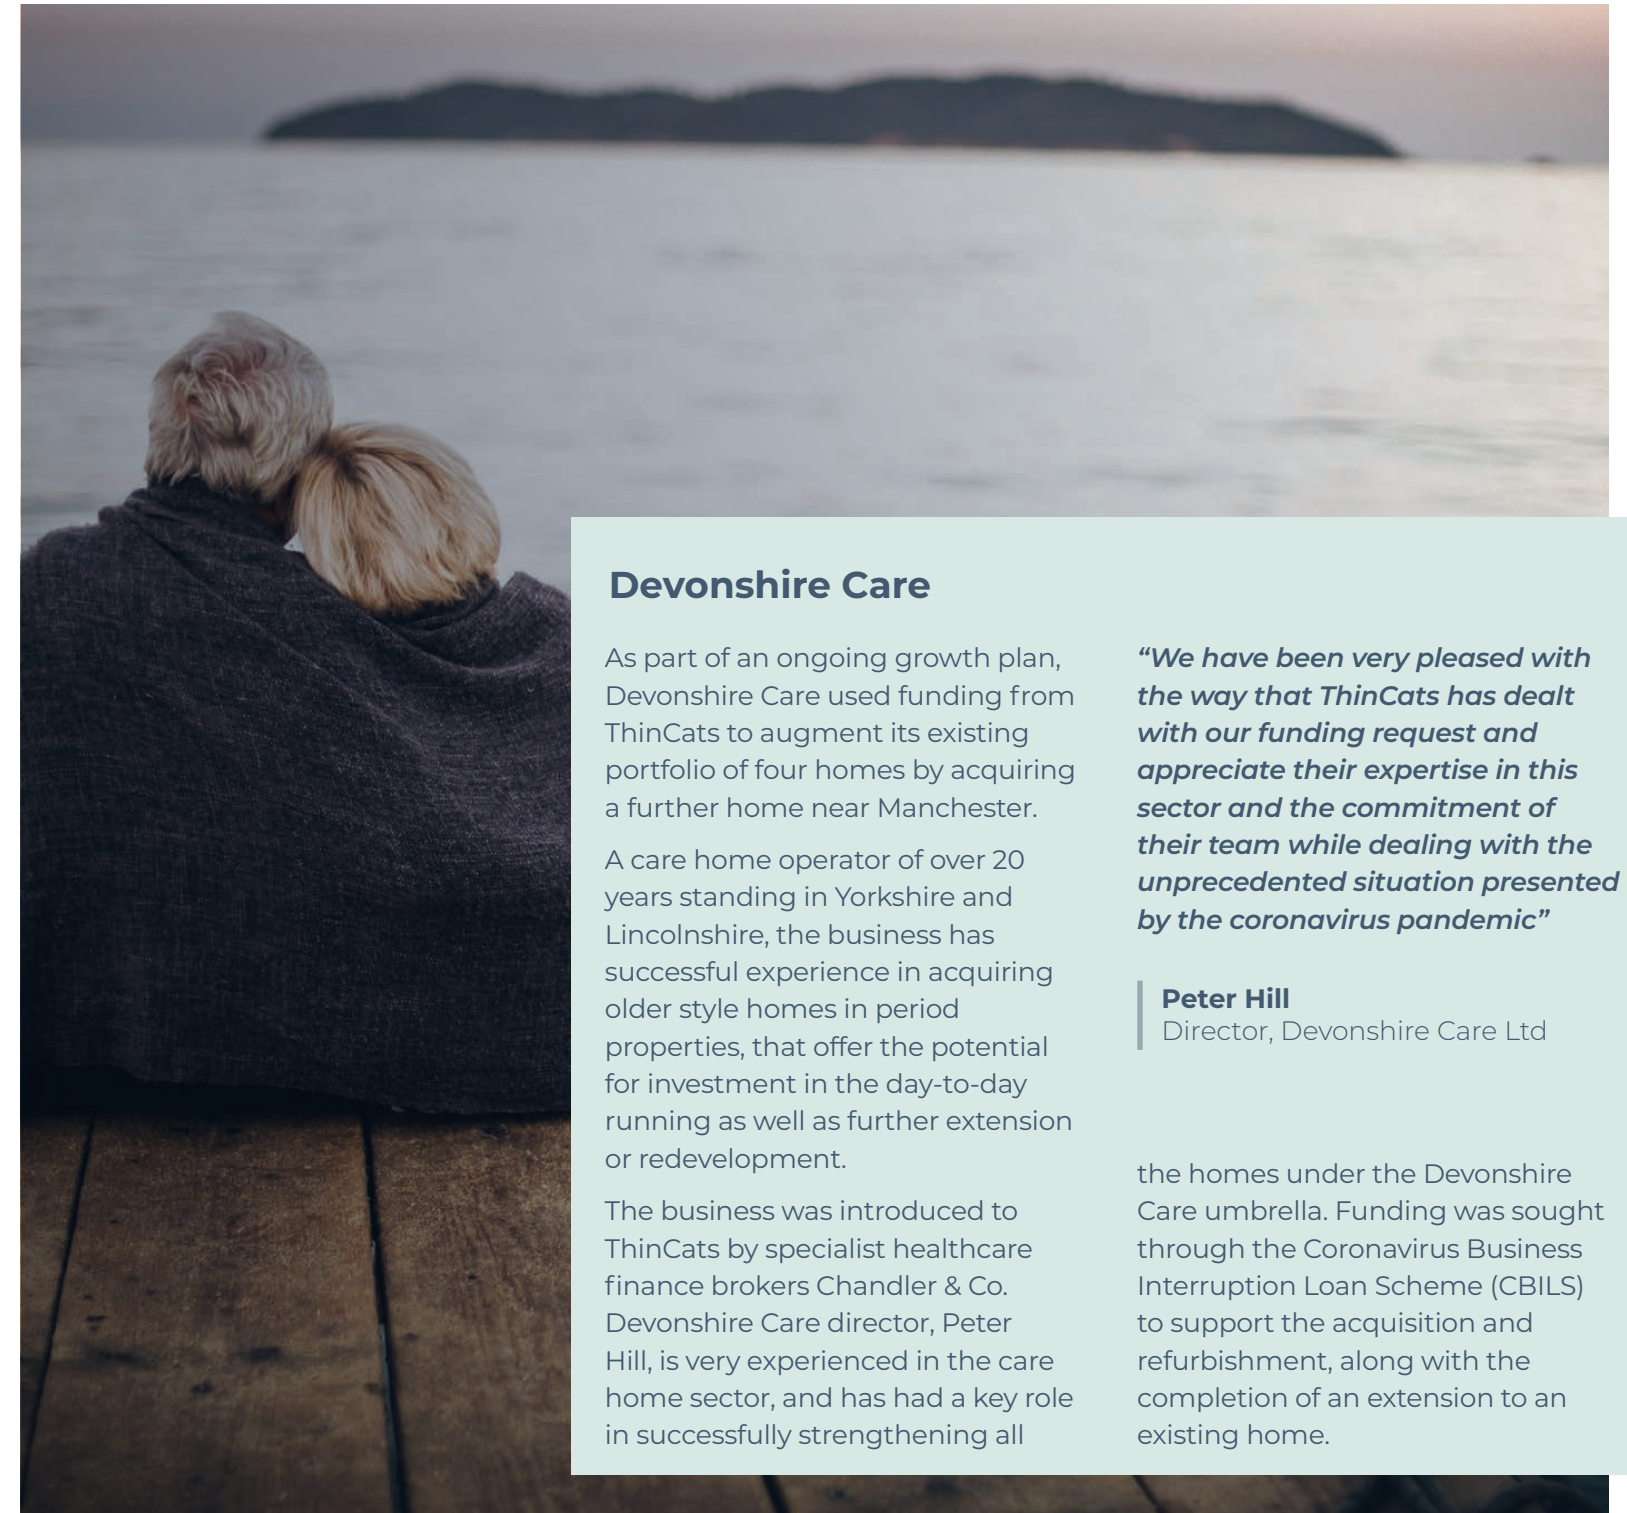 Devonshire Care
As part of an ongoing growth plan,
Devonshire Care used funding from
ThinCats to augment its existing
portfolio of four homes by acquiring
a further home near Manchester.
A care home operator of over 20
years standing in Yorkshire and
Lincolnshire, the business has
successful experience in acquiring
older style homes in period
properties, that offer the potential
for investment in the day-to-day
running as well as further extension
or redevelopment.
The business was introduced to
ThinCats by specialist healthcare
finance brokers Chandler & Co.
Devonshire Care director, Peter
Hill, is very experienced in the care
home sector, and has had a key role
in successfully strengthening all
“We have been very pleased with
the way that ThinCats has dealt
with our funding request and
appreciate their expertise in this
sector and the commitment of
their team while dealing with the
unprecedented situation presented
by the coronavirus pandemic”
Peter Hill
Director, Devonshire Care Ltd
the homes under the Devonshire
Care umbrella. Funding was sought
through the Coronavirus Business
Interruption Loan Scheme (CBILS)
to support the acquisition and
refurbishment, along with the
completion of an extension to an
existing home.